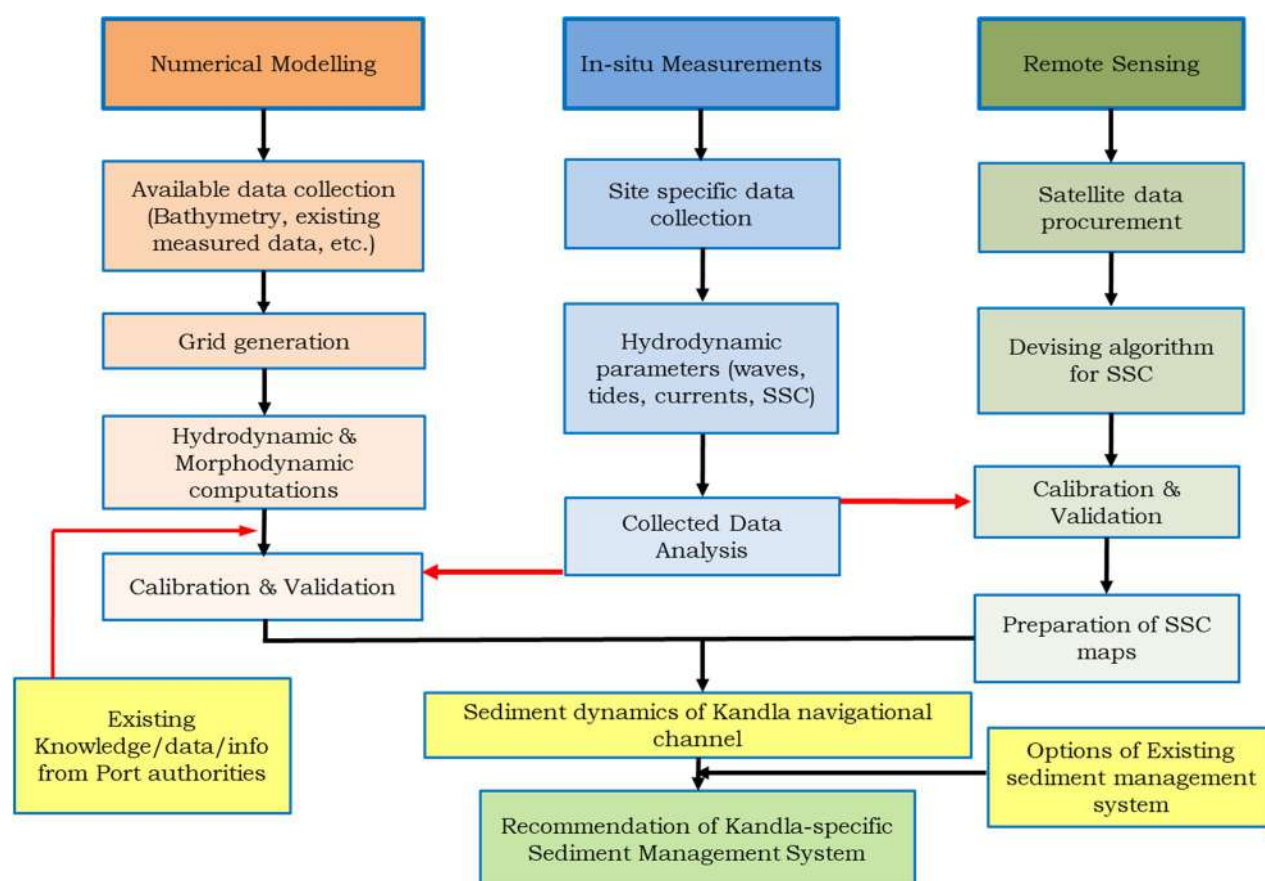 Numerical Modelling
In-situ Measurements
Remote Sensing
Available data collection
(Bathymetry, existing
measured data, etc.)
Site specific data
collection
Satellite data
procurement
Grid generation
Hydrodynamic
parameters (waves,
tides, currents, SSC)
Devising algorithm
for SSC
Hydrodynamic &
Morphodynamic
computations
Collected Data
Analysis
Calibration &
Validation
Calibration & Validation
Preparation of SSC
maps
Existing
Knowledge/data/info
from Port authorities
Sediment dynamics of Kandla navigational
channel
Options of Existing
sediment management
system
Recommendation of Kandla-specific
Sediment Management System